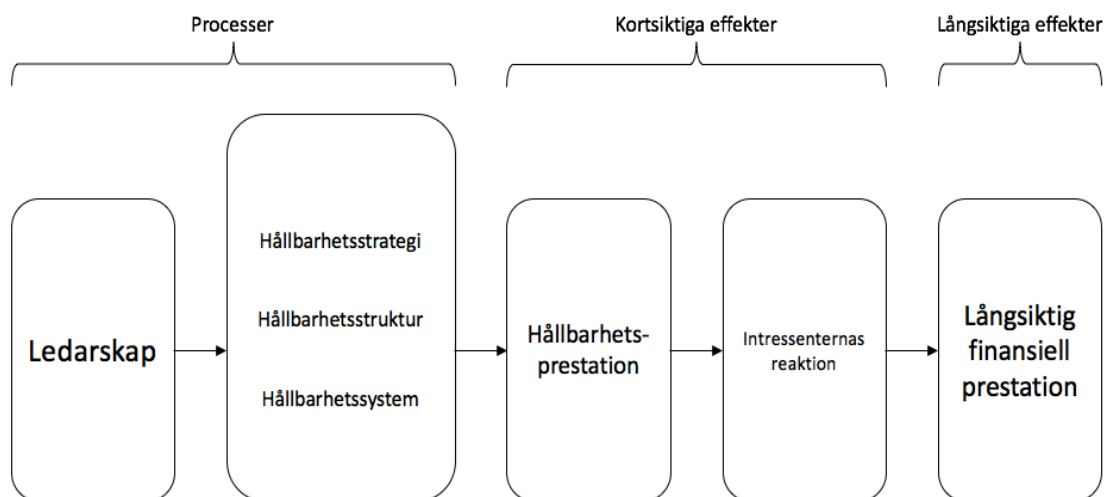 Processer
Kortsiktiga effekter
Långsiktiga effekter
Ledarskap
Hållbarhetsstrategi
Hållbarhetsstruktur
Hållbarhetssystem
Hållbarhets-
prestation
Intressenternas
reaktion
Långsiktig
finansiell
prestation